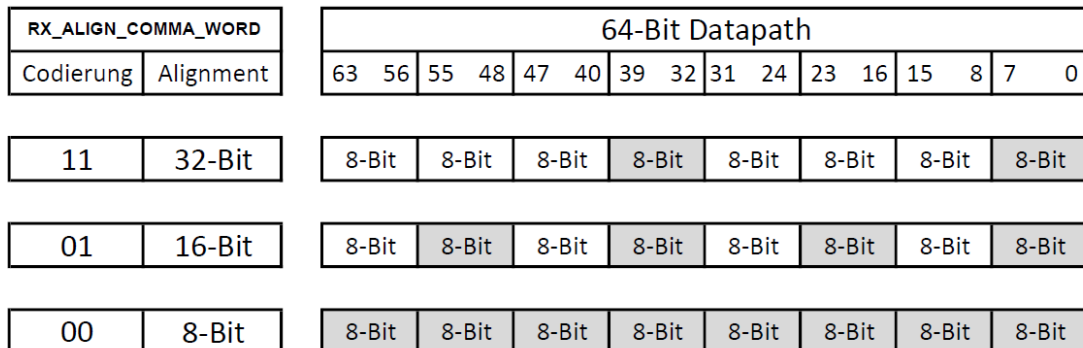 RX_ALIGN_COMMA_WORD 64-Bit Datapath
Codierung Alignment 63 56 55 48 47 40 39 32 31 24 23 16 15 8 7 0
11 32-Bit 8-Bit 8-Bit 8-Bit 8-Bit 8-Bit 8-Bit 8-Bit 8-Bit
01 16-Bit 8-Bit 8-Bit 8-Bit 8-Bit 8-Bit 8-Bit 8-Bit 8-Bit
00 8-Bit 8-Bit 8-Bit 8-Bit 8-Bit 8-Bit 8-Bit 8-Bit 8-Bit